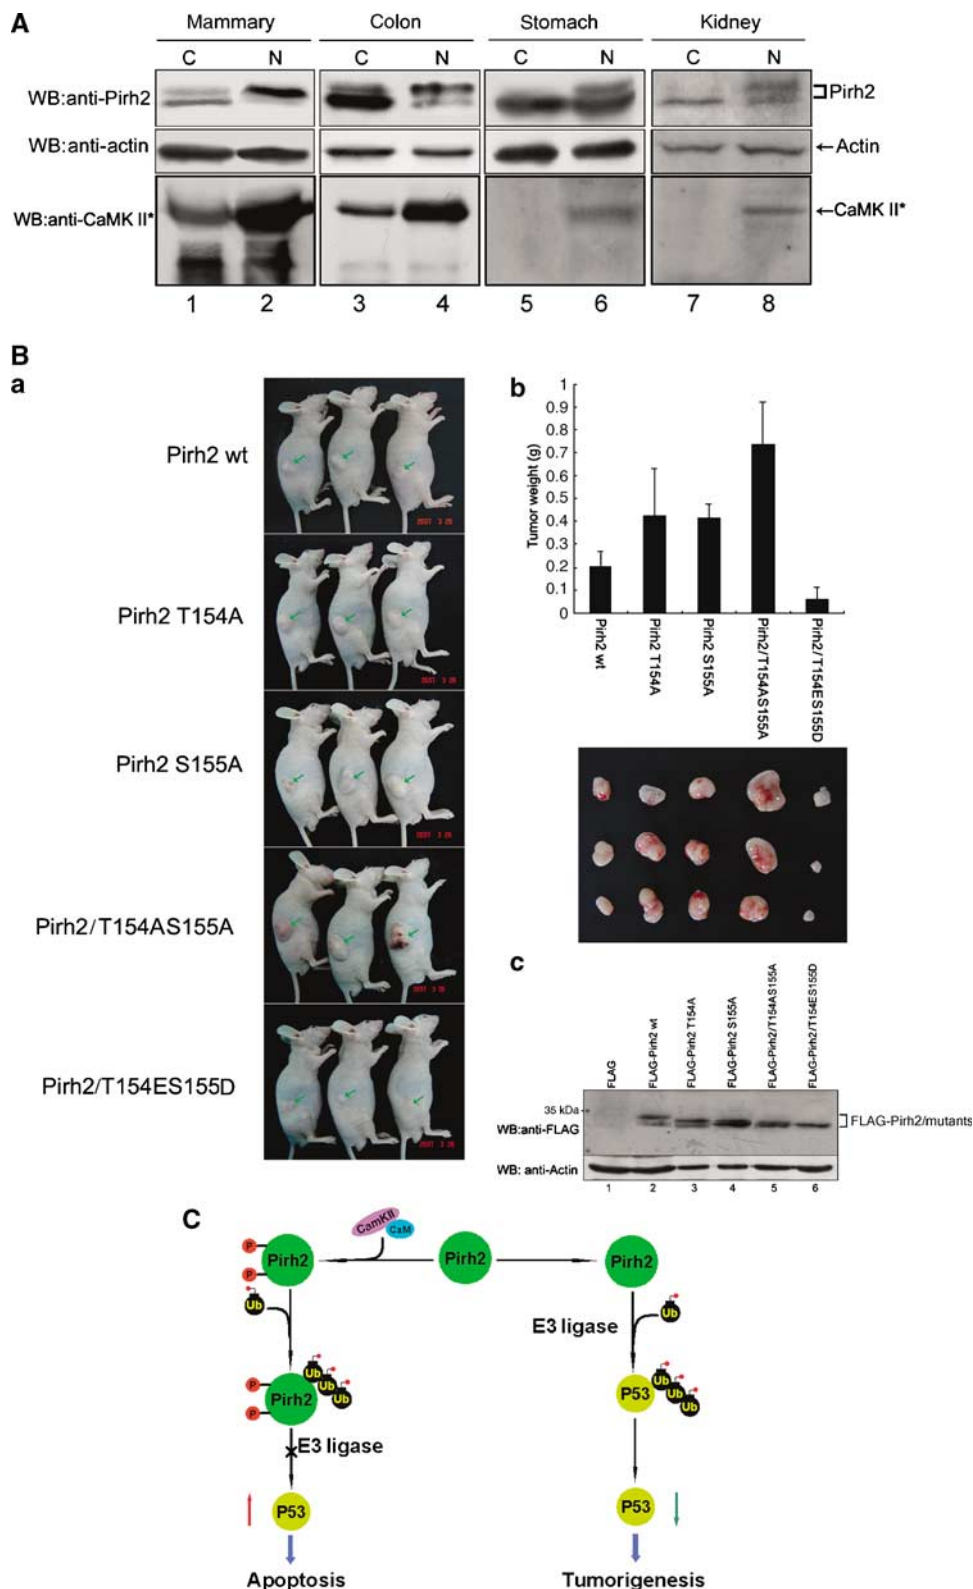 A
Mammary Colon Stomach Kidney
C N C N C N C N
WB:anti-Pirh2
Pirh2
WB:anti-actin
←Actin
WB:anti-CaMK II*
←CaMK II*
1 2 3 4 5 6 7 8
B
a
Pirh2 wt
Pirh2 T154A
Pirh2 S155A
Pirh2/T154AS155A
Pirh2/T154ES155D
b
Tumor weight (g)
1
0.9
0.8
0.7
0.6
0.5
0.4
0.3
0.2
0.1
0
Pirh2 wt
Pirh2 T154A
Pirh2 S155A
Pirh2/T154AS155A
Pirh2/T154ES155D
c
FLAG
FLAG-Pirh2 wt
FLAG-Pirh2 T154A
FLAG-Pirh2 S155A
FLAG-Pirh2/T154AS155A
FLAG-Pirh2/T154ES155D
35 kDa
WB:anti-FLAG
FLAG-Pirh2/mutants
WB: anti-Actin
1 2 3 4 5 6
C
CamKII
CaM
P
P
Pirh2
Pirh2
Pirh2
Ub
E3 ligase
Ub
P
P
Pirh2
Ub
Ub
Ub
P53
Ub
Ub
Ub
E3 ligase
P53
P53
Apoptosis
Tumorigenesis